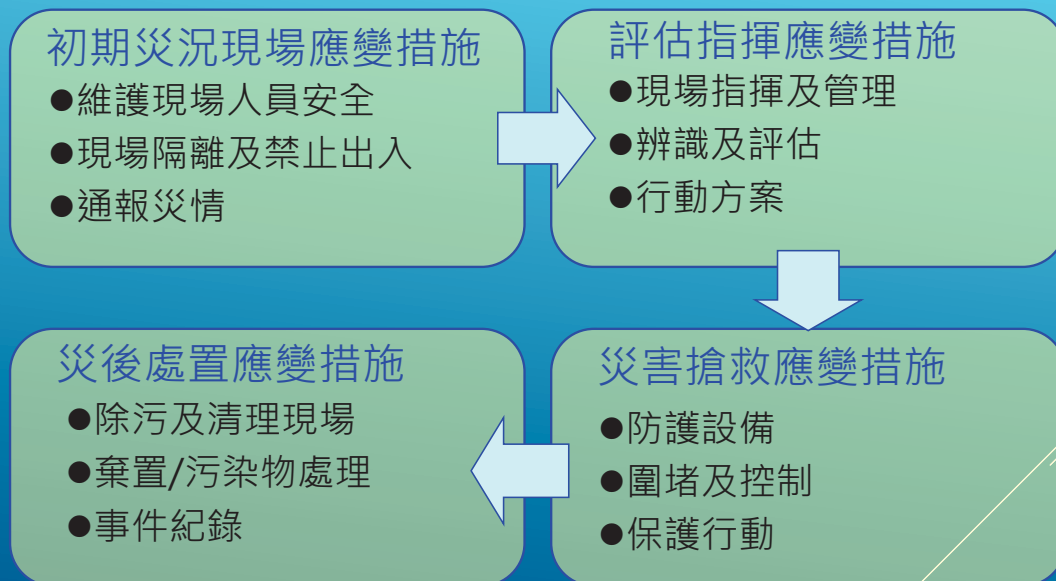 初期災況現場應變措施
●維護現場人員安全
●現場隔離及禁止出入
●通報災情
評估指揮應變措施
●現場指揮及管理
●辨識及評估
●行動方案
災害搶救應變措施
●防護設備
●圍堵及控制
●保護行動
災後處置應變措施
●除污及清理現場
●棄置/污染物處理
●事件紀錄